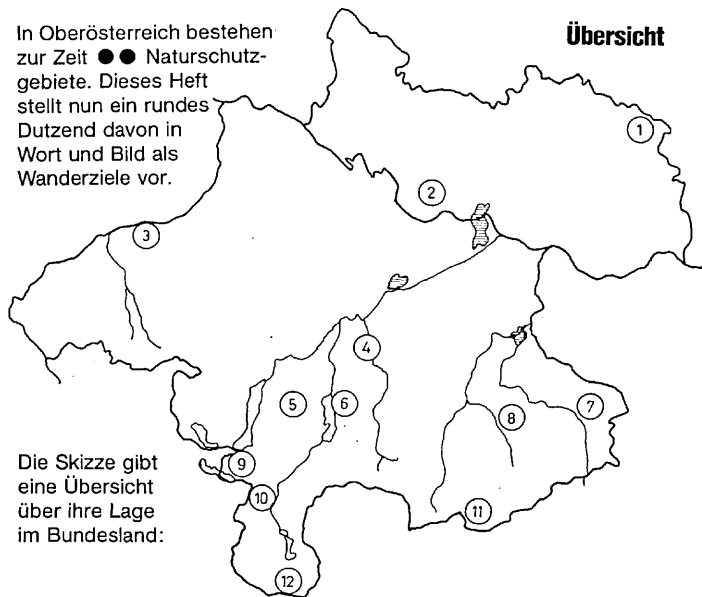 Übersicht
In Oberösterreich bestehen
zur Zeit ●● Naturschutz-
gebiete. Dieses Heft
stellt nun ein rundes
Dutzend davon in
Wort und Bild als
Wanderziele vor.
1
2
3
4
5
6
7
8
9
10
11
12
Die Skizze gibt
eine Übersicht
über ihre Lage
im Bundesland: